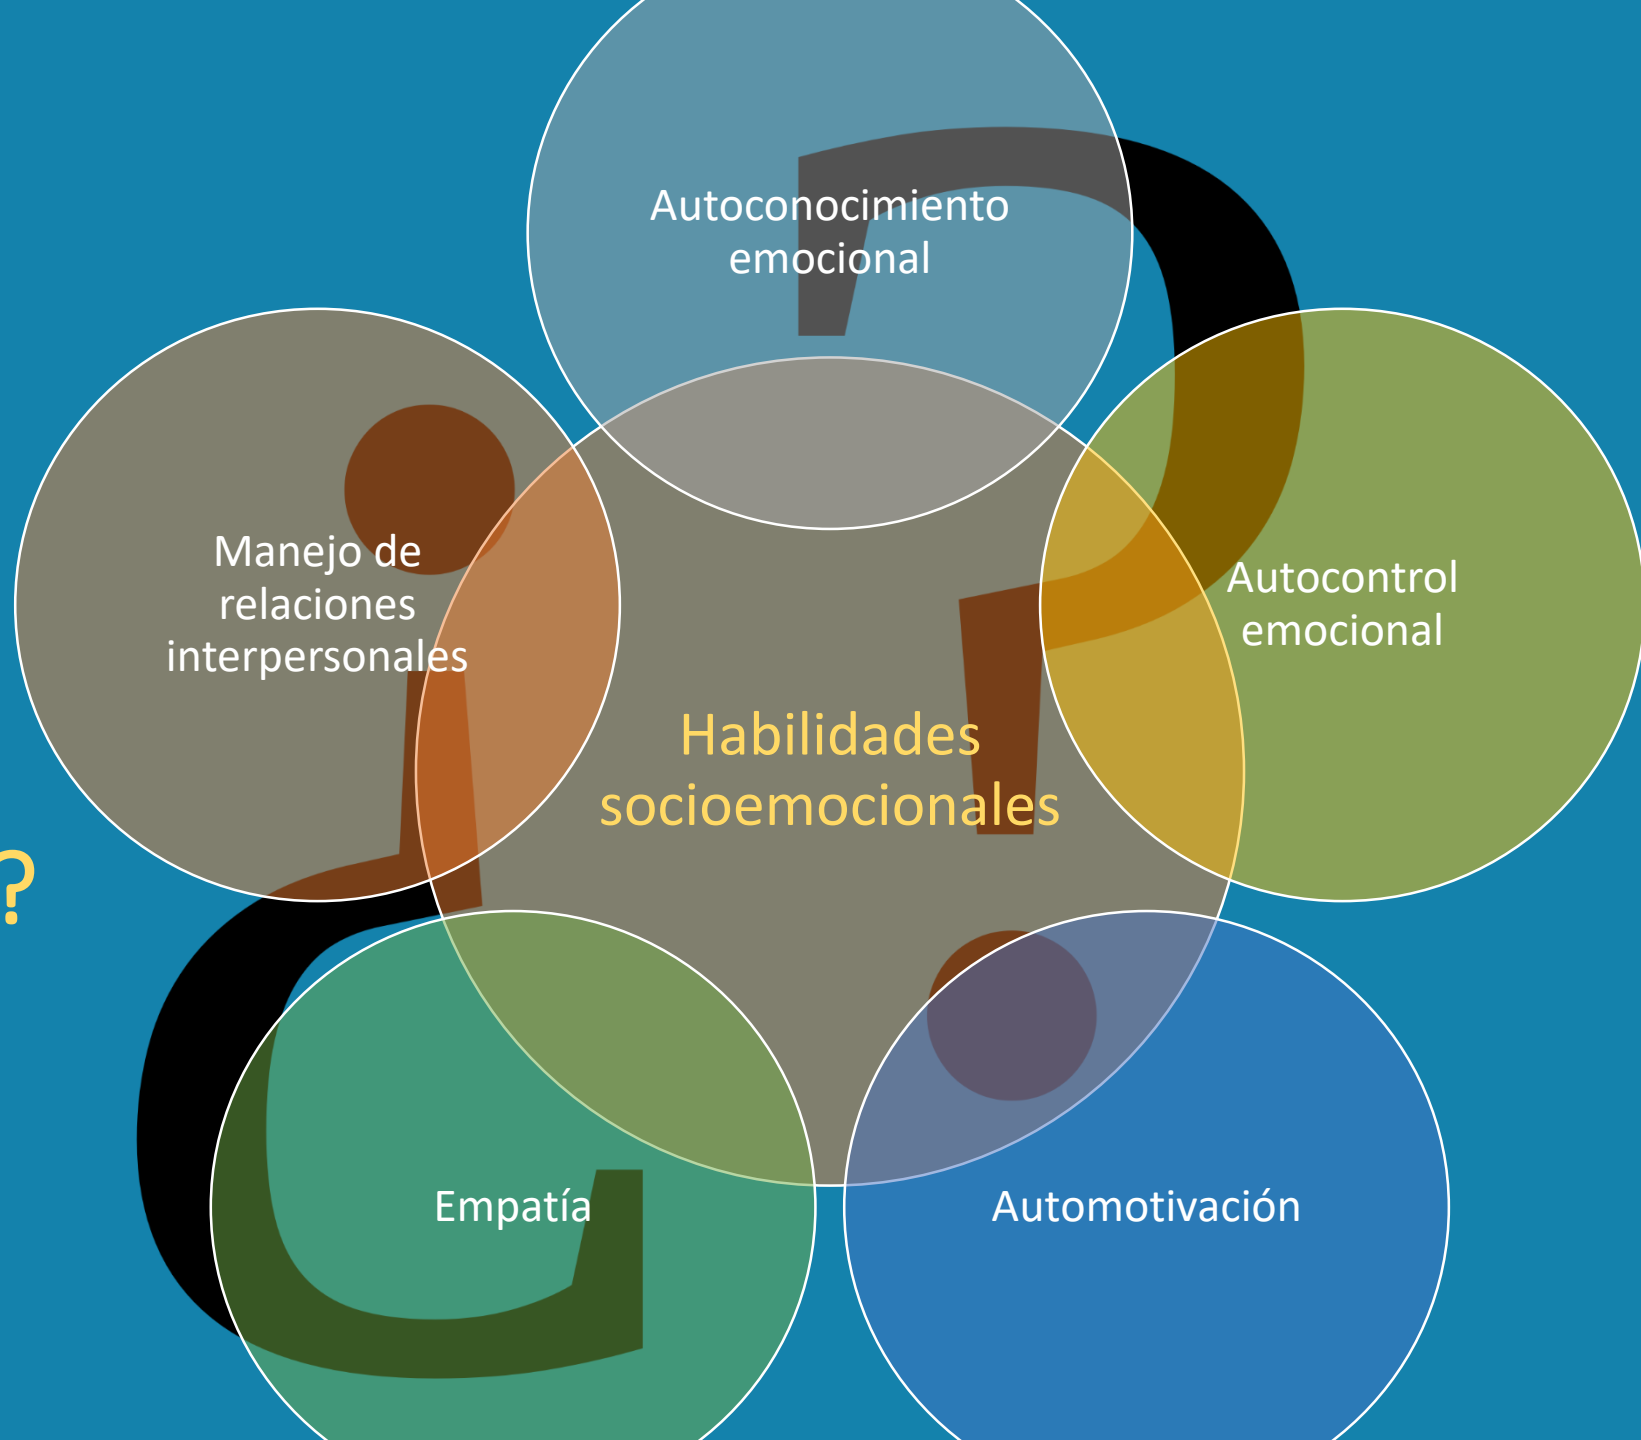 Autoconocimiento
emocional
Manejo de
relaciones
interpersonales
Autocontrol
emocional
Habilidades
socioemocionales
?
Empatía
Automotivación
¿?